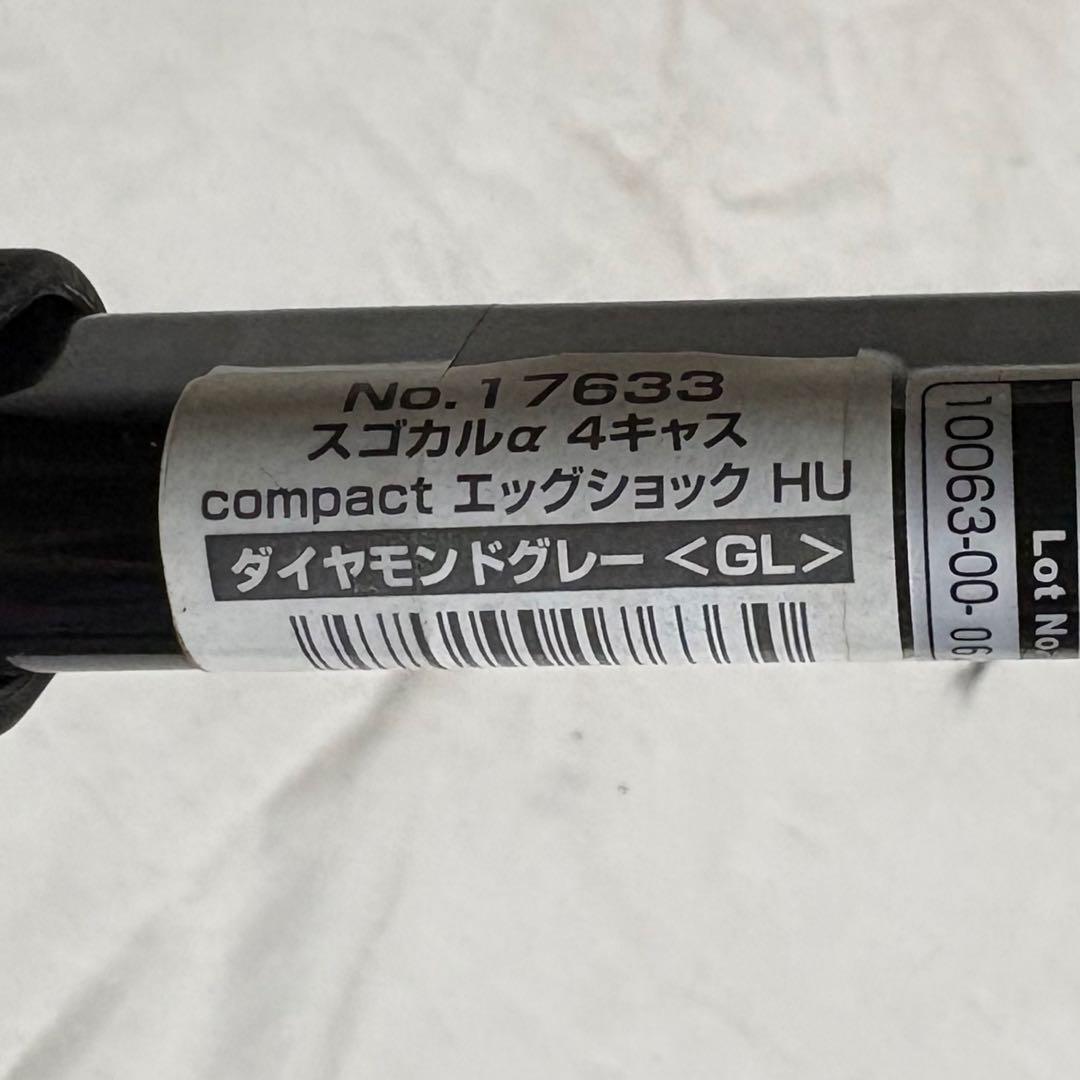 No.17633
スゴカルα 4キャス
compact エッグショック HU
ダイヤモンドグレー <GL>
10063-00-
Lot No